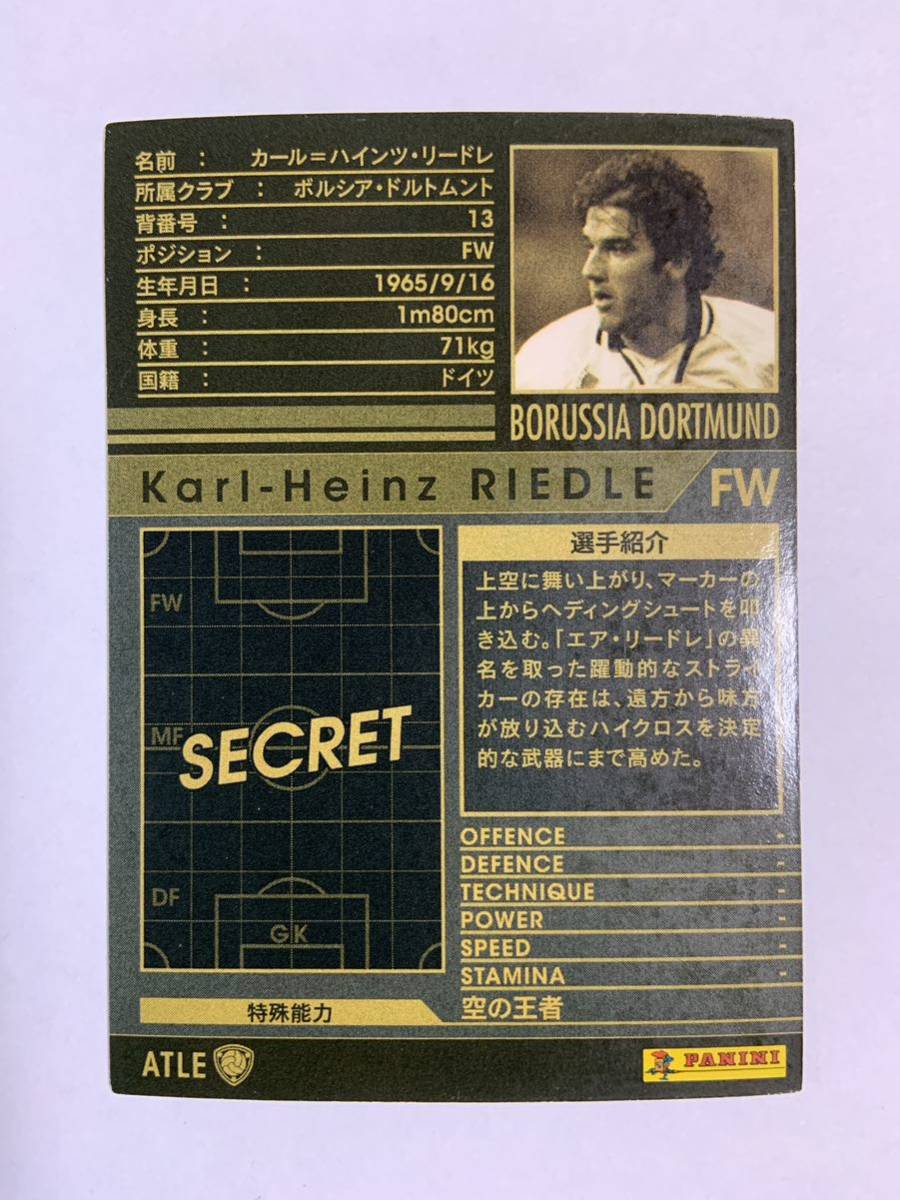 名前 : カール=ハインツ・リードレ
所属クラブ : ボルシア・ドルトムント
背番号 : 13
ポジション : FW
生年月日 : 1965/9/16
身長 : 1m80cm
体重 : 71kg
国籍 : ドイツ
BORUSSIA DORTMUND
Karl-Heinz RIEDLE FW
FW
MF
SECRET
DF
GK
選手紹介
上空に舞い上がり、マーカーの
上からヘディングシュートを叩
き込む。「エア・リードレ」の異
名を取った躍動的なストライ
カーの存在は、遠方から味方
が放り込むハイクロスを決定
的な武器にまで高めた。
OFFENCE -
DEFENCE -
TECHNIQUE -
POWER -
SPEED -
STAMINA -
特殊能力 空の王者
ATLE
PANINI